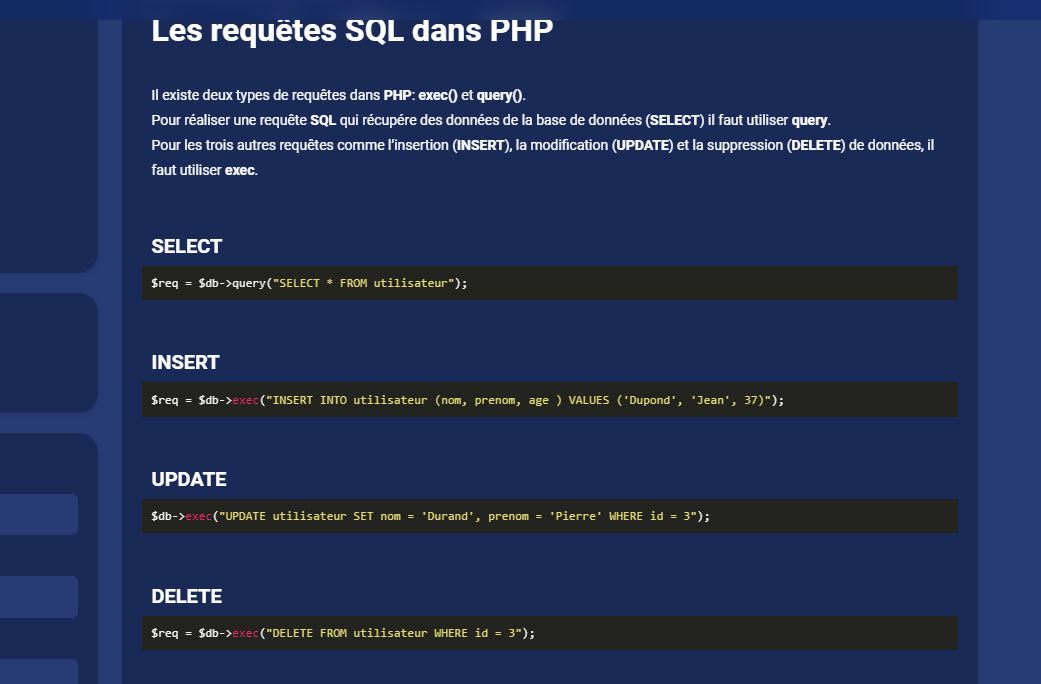 Les requêtes SQL dans PHP
Il existe deux types de requêtes dans PHP: exec() et query().
Pour réaliser une requête SQL qui récupére des données de la base de données (SELECT) il faut utiliser query.
Pour les trois autres requêtes comme l'insertion (INSERT), la modification (UPDATE) et la suppression (DELETE) de données, il
faut utiliser exec.
SELECT
$req = $db->query("SELECT * FROM utilisateur");
INSERT
$req = $db->exec("INSERT INTO utilisateur (nom, prenom, age ) VALUES ('Dupond', 'Jean', 37)");
UPDATE
$db->exec("UPDATE utilisateur SET nom = 'Durand', prenom = 'Pierre' WHERE id = 3");
DELETE
$req = $db->exec("DELETE FROM utilisateur WHERE id = 3");